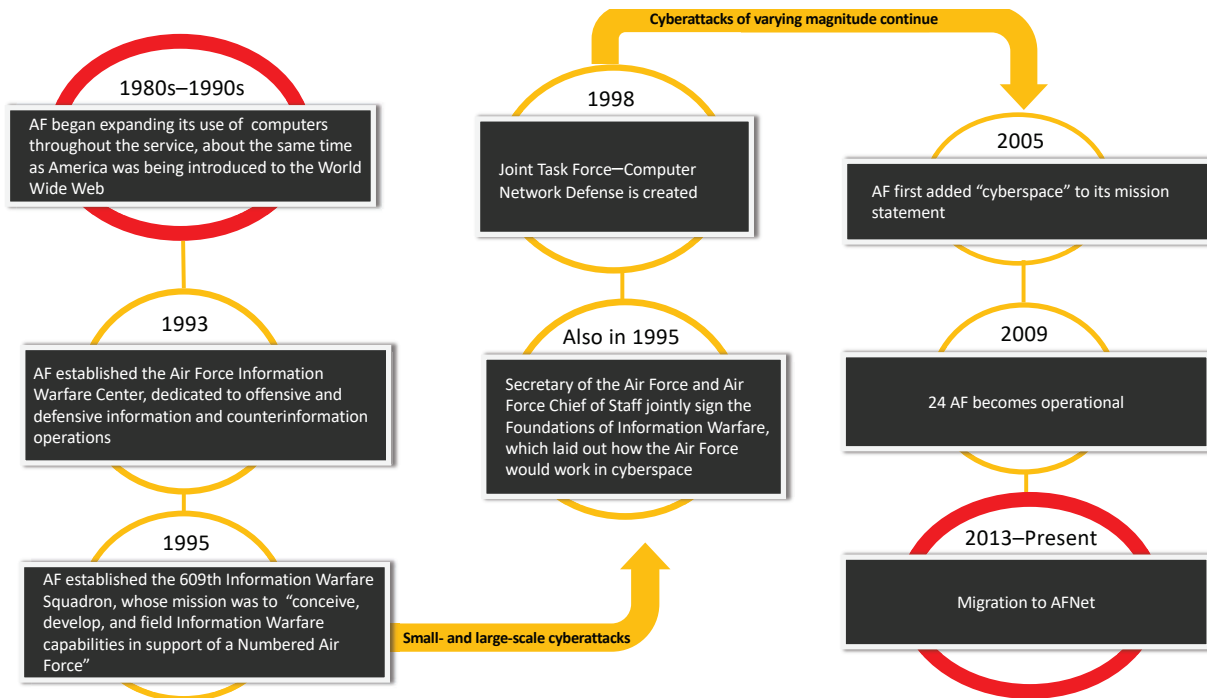 1980s–1990s
AF began expanding its use of computers
throughout the service, about the same time
as America was being introduced to the World
Wide Web
1993
AF established the Air Force Information
Warfare Center, dedicated to offensive and
defensive information and counterinformation
operations
1995
AF established the 609th Information Warfare
Squadron, whose mission was to “conceive,
develop, and field Information Warfare
capabilities in support of a Numbered Air
Force”
Small- and large-scale cyberattacks
Also in 1995
Secretary of the Air Force and Air
Force Chief of Staff jointly sign the
Foundations of Information Warfare,
which laid out how the Air Force
would work in cyberspace
1998
Joint Task Force—Computer
Network Defense is created
Cyberattacks of varying magnitude continue
2005
AF first added “cyberspace” to its mission
statement
2009
24 AF becomes operational
2013–Present
Migration to AFNet